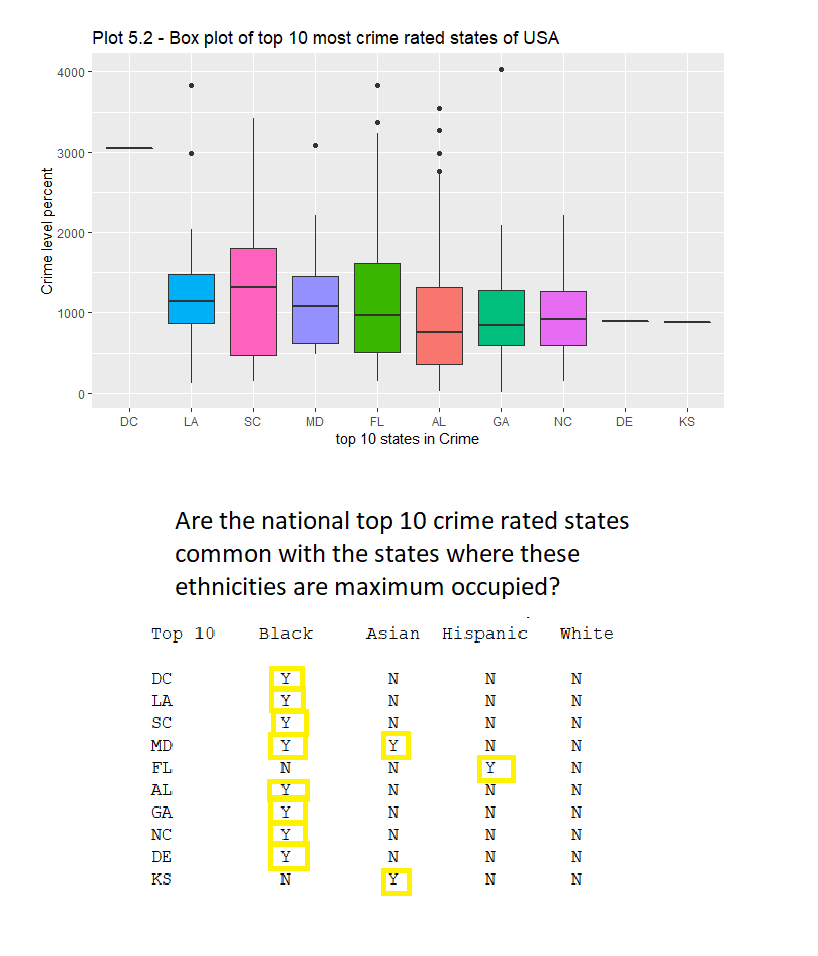 Plot 5.2 - Box plot of top 10 most crime rated states of USA
Crime level percent
4000
3000
2000
1000
0
DC LA SC MD FL AL GA NC DE KS
top 10 states in Crime
Are the national top 10 crime rated states
common with the states where these
ethnicities are maximum occupied?
Top 10 Black Asian Hispanic White
DC Y N N N
LA Y N N N
SC Y N N N
MD Y Y N N
FL N N Y N
AL Y N N N
GA Y N N N
NC Y N N N
DE Y N N N
KS N Y N N